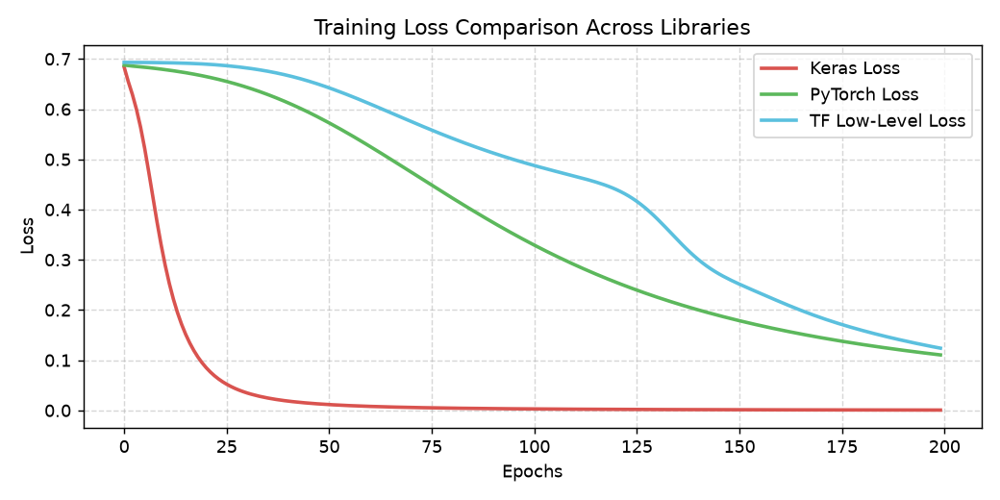 Training Loss Comparison Across Libraries
Keras Loss
PyTorch Loss
TF Low-Level Loss
Loss
0.7
0.6
0.5
0.4
0.3
0.2
0.1
0.0
0 25 50 75 100 125 150 175 200
Epochs